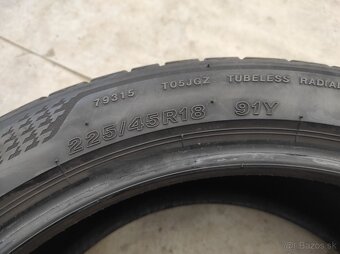 79315 T05JGZ TUBELESS RADIAL
225/45R18 91Y
Bazos.sk